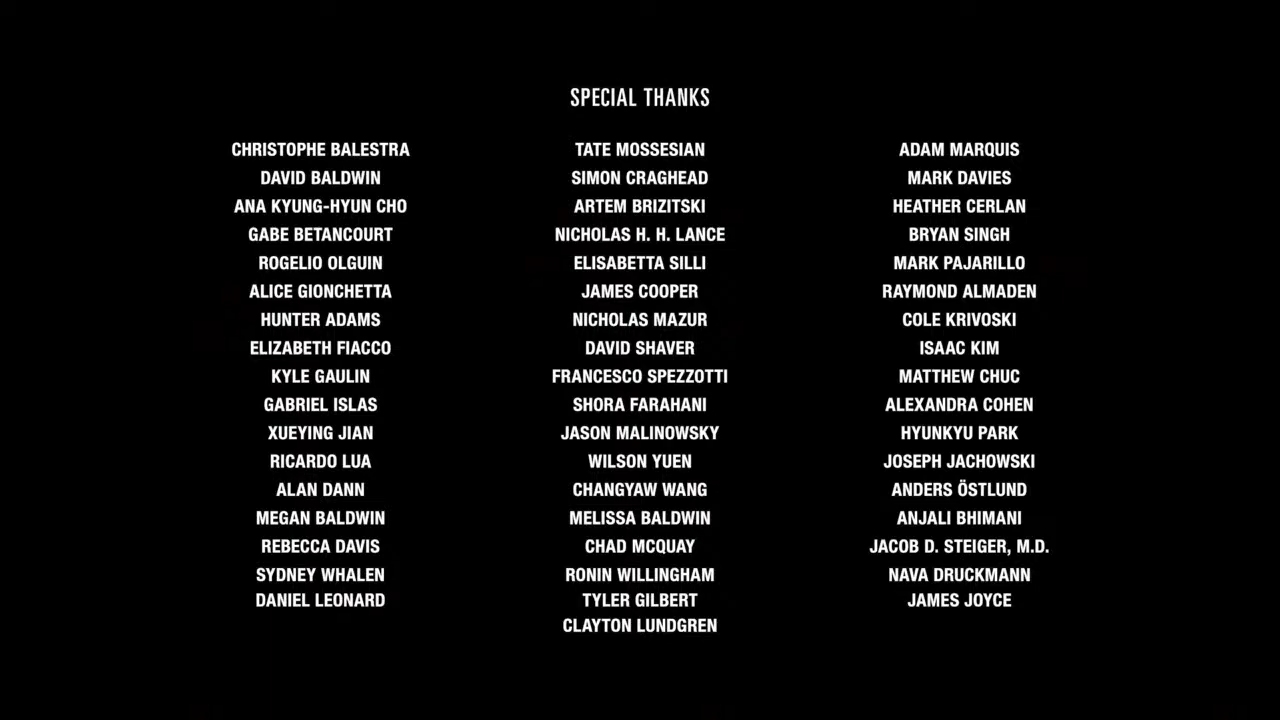 SPECIAL THANKS
CHRISTOPHE BALESTRA
DAVID BALDWIN
ANA KYUNG-HYUN CHO
GABE BETANCOURT
ROGELIO OLGUIN
ALICE GIONCHETTA
HUNTER ADAMS
ELIZABETH FIACCO
KYLE GAULIN
GABRIEL ISLAS
XUEYING JIAN
RICARDO LUA
ALAN DANN
MEGAN BALDWIN
REBECCA DAVIS
SYDNEY WHALEN
DANIEL LEONARD
TATE MOSSESIAN
SIMON CRAGHEAD
ARTEM BRIZITSKI
NICHOLAS H. H. LANCE
ELISABETTA SILLI
JAMES COOPER
NICHOLAS MAZUR
DAVID SHAVER
FRANCESCO SPEZZOTTI
SHORA FARAHANI
JASON MALINOWSKY
WILSON YUEN
CHANGYAW WANG
MELISSA BALDWIN
CHAD MCQUAY
RONIN WILLINGHAM
TYLER GILBERT
CLAYTON LUNDGREN
ADAM MARQUIS
MARK DAVIES
HEATHER CERLAN
BRYAN SINGH
MARK PAJARILLO
RAYMOND ALMADEN
COLE KRIVOSKI
ISAAC KIM
MATTHEW CHUC
ALEXANDRA COHEN
HYUNKYU PARK
JOSEPH JACHOWSKI
ANDERS ÖSTLUND
ANJALI BHIMANI
JACOB D. STEIGER, M.D.
NAVA DRUCKMANN
JAMES JOYCE